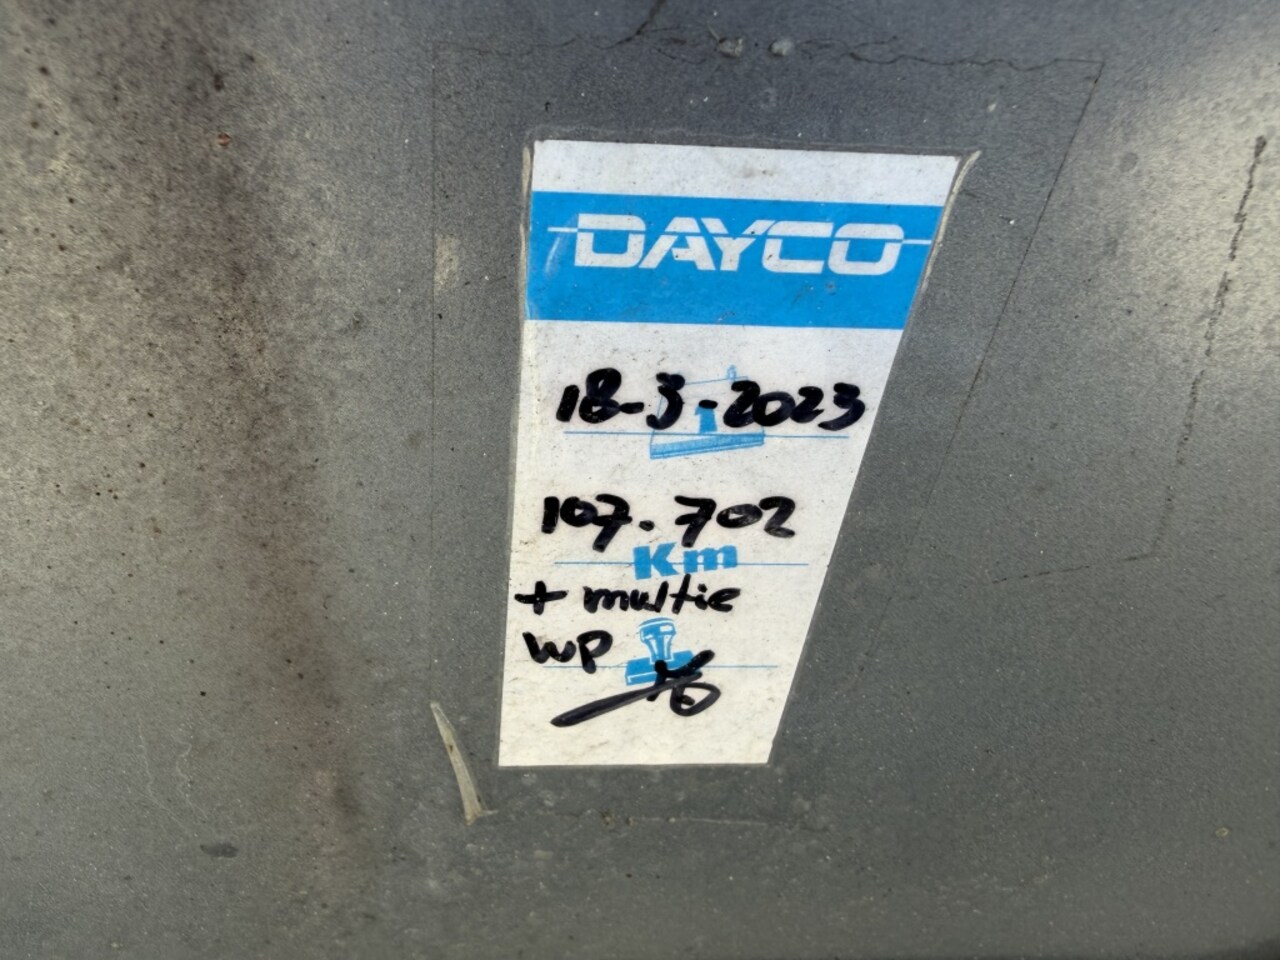 DAYCO
18-3-2023
107.702
Km
+ multie
WP